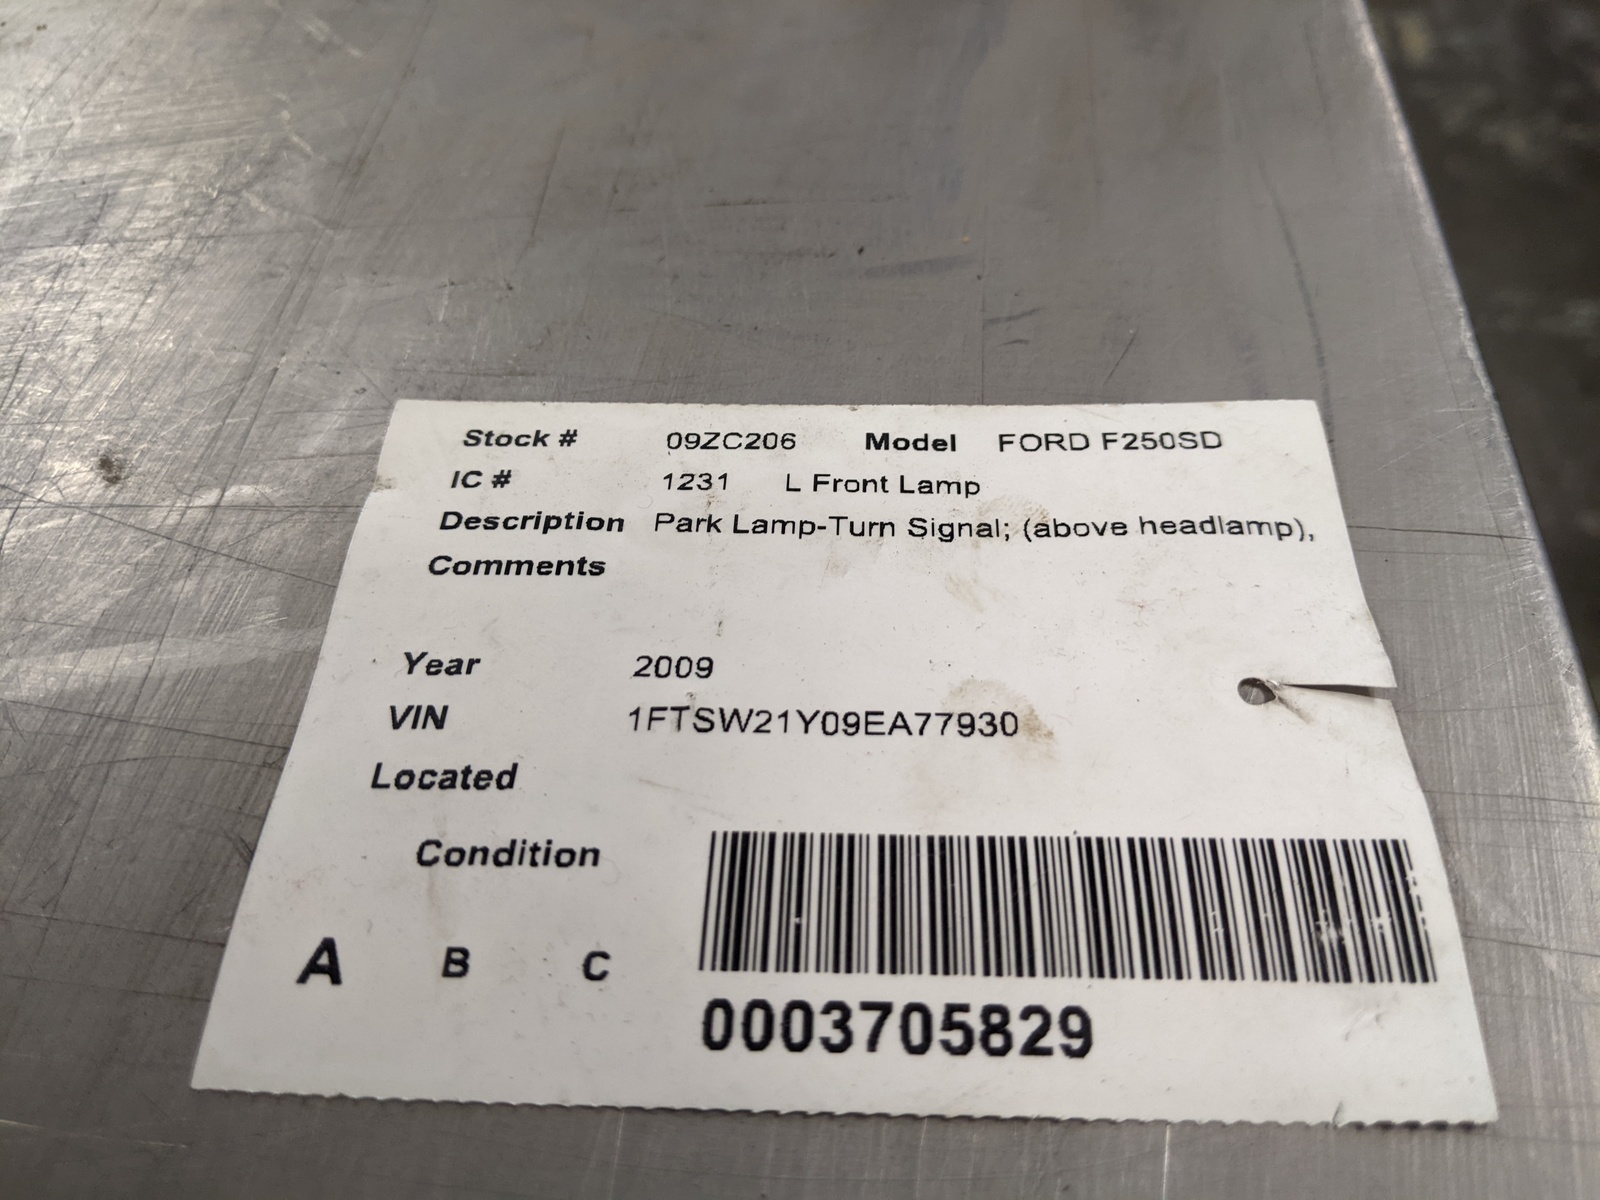 Stock # 09ZC206 Model FORD F250SD
IC # 1231 L Front Lamp
Description Park Lamp-Turn Signal; (above headlamp),
Comments
Year 2009
VIN 1FTSW21Y09EA77930
Located
Condition
A B C
0003705829